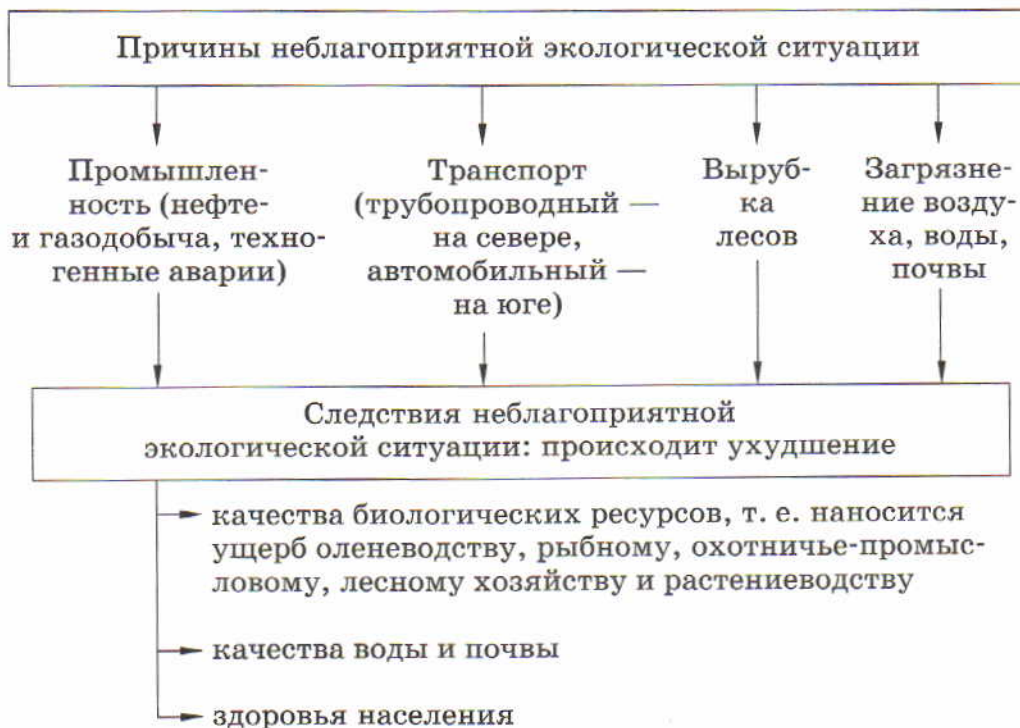 Причины неблагоприятной экологической ситуации
Промышлен-
ность (нефте-
и газодобыча, техно-
генные аварии)
Транспорт
(трубопроводный —
на севере,
автомобильный —
на юге)
Выруб-
ка
лесов
Загрязне-
ние возду-
ха, воды,
почвы
Следствия неблагоприятной
экологической ситуации: происходит ухудшение
качества биологических ресурсов, т. е. наносится
ущерб оленеводству, рыбному, охотничье-промыс-
ловому, лесному хозяйству и растениеводству
качества воды и почвы
здоровья населения